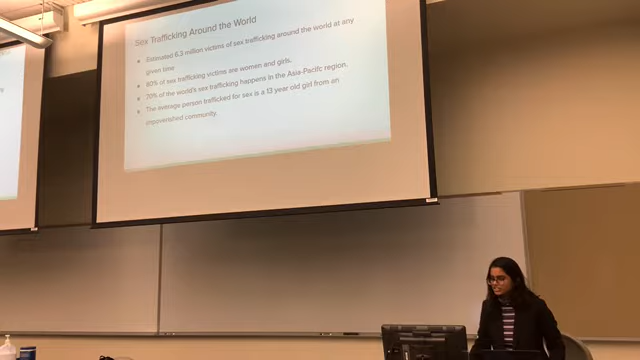 Sex Trafficking Around the World
Estimated 6.3 million victims of sex trafficking around the world at any
given time
80% of sex trafficking victims are women and girls.
70% of the world's sex trafficking happens in the Asia-Pacific region.
The average person trafficked for sex is a 13 year old girl from an
impoverished community.